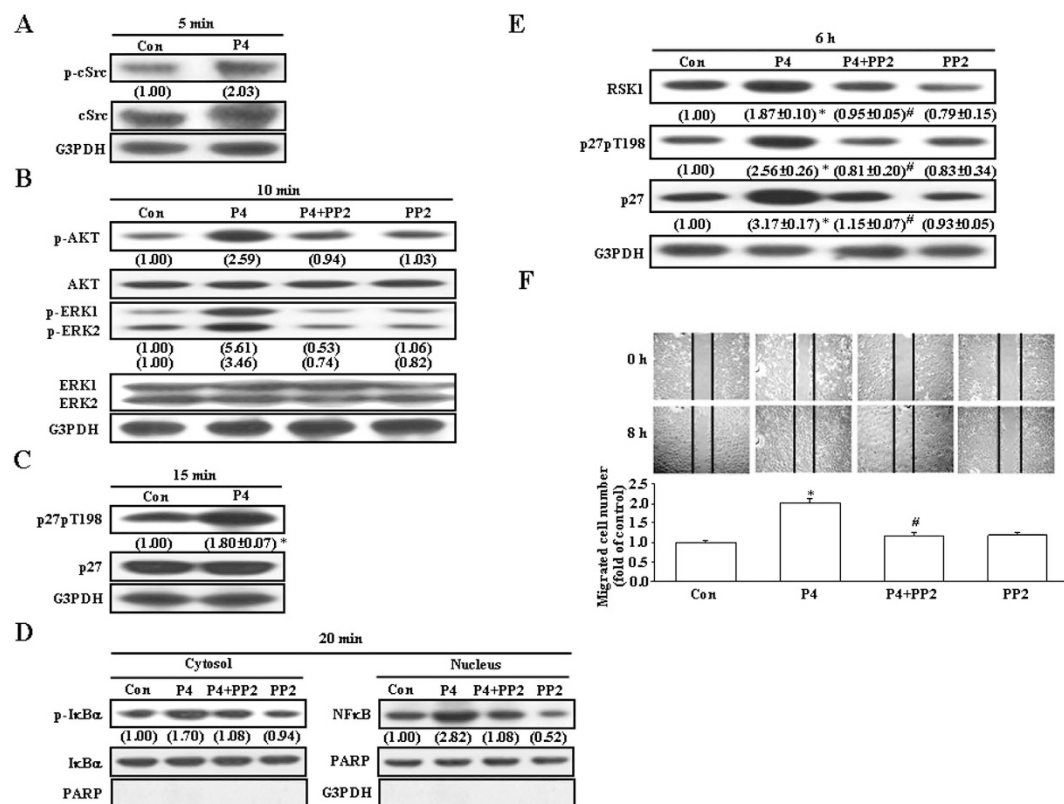 A
5 min
Con P4
p-cSrc
(1.00) (2.03)
cSrc
G3PDH
B
10 min
Con P4 P4+PP2 PP2
p-AKT
(1.00) (2.59) (0.94) (1.03)
AKT
p-ERK1
p-ERK2
(1.00) (5.61) (0.53) (1.06)
(1.00) (3.46) (0.74) (0.82)
ERK1
ERK2
G3PDH
C
15 min
Con P4
p27pT198
(1.00) (1.80±0.07) *
p27
G3PDH
D
20 min
Cytosol Nucleus
Con P4 P4+PP2 PP2
p-IκBα
(1.00) (1.70) (1.08) (0.94)
IκBα
PARP
Con P4 P4+PP2 PP2
NFκB
(1.00) (2.82) (1.08) (0.52)
PARP
G3PDH
E
6 h
Con P4 P4+PP2 PP2
RSK1
(1.00) (1.87±0.10) * (0.95±0.05)# (0.79±0.15)
p27pT198
(1.00) (2.56±0.26) * (0.81±0.20)# (0.83±0.34)
p27
(1.00) (3.17±0.17) * (1.15±0.07)# (0.93±0.05)
G3PDH
F
0 h
8 h
Migrated cell number
(fold of control)
2.5
2.0
1.5
1.0
0.5
0.0
*
#
Con P4 P4+PP2 PP2